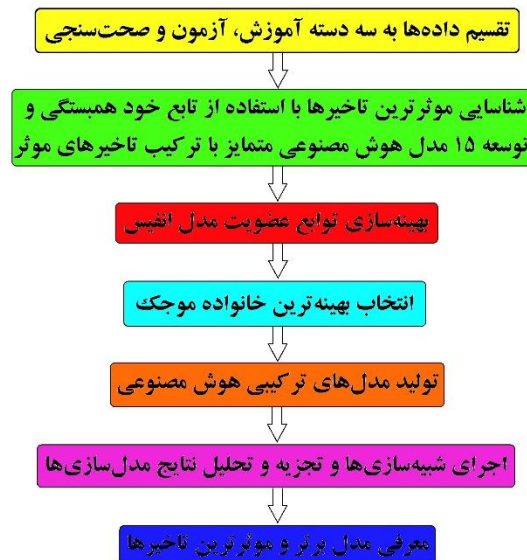 تقسیم داده‌ها به سه دسته آموزش، آزمون و صحت‌سنجی
شناسایی موثرترین تاخیرها با استفاده از تابع خود همبستگی و
توسعه ۱۵ مدل هوش مصنوعی متمایز با ترکیب تاخیرهای موثر
بهینه‌سازی توابع عضویت مدل انفیس
انتخاب بهینه‌ترین خانواده موجک
تولید مدل‌های ترکیبی هوش مصنوعی
اجرای شبیه‌سازی‌ها و تجزیه و تحلیل نتایج مدل‌سازی‌ها
معرفی مدل برتر و موثرترین تاخیرها